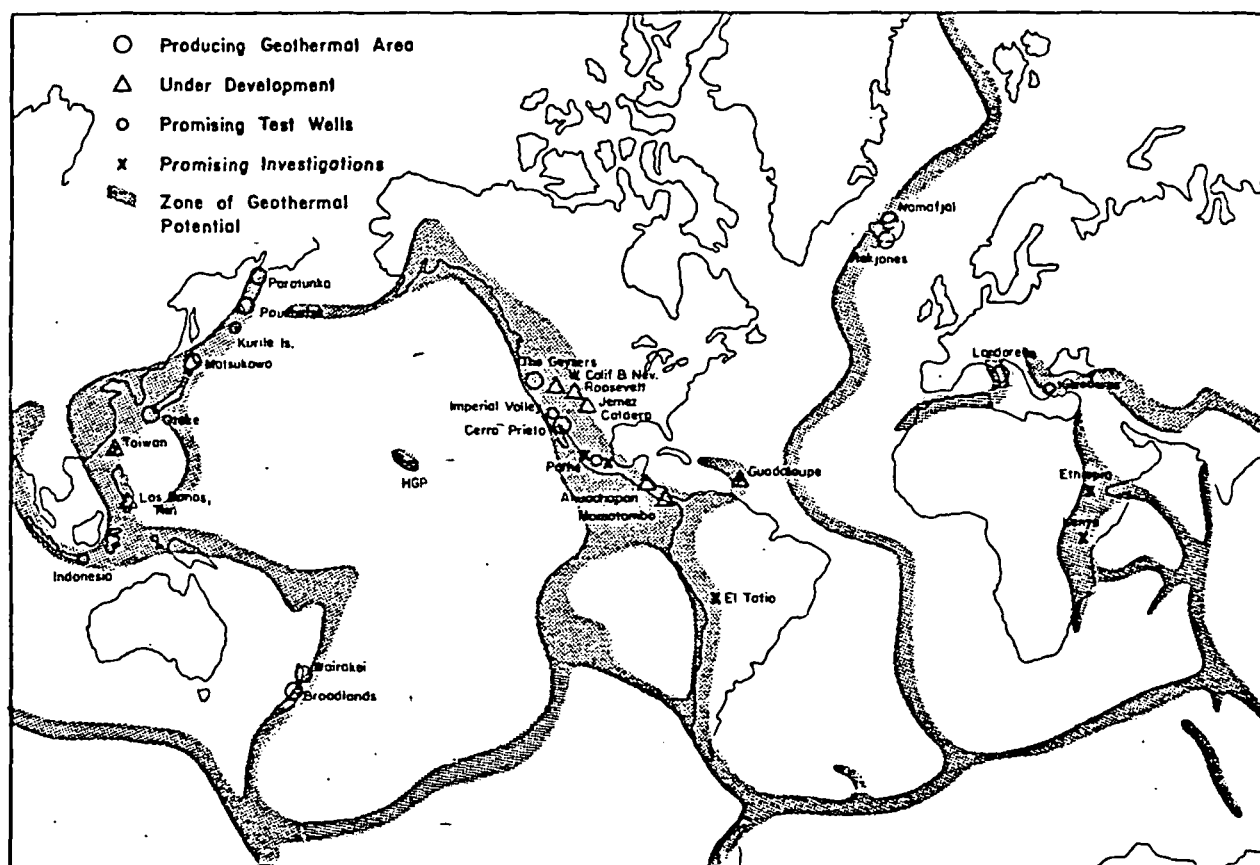 Producing Geothermal Area
Under Development
Promising Test Wells
Promising Investigations
Zone of Geothermal
Potential
Namafjal
Paratunka
Kurile Is.
Matsukawa
Otake
Taiwan
Los Banos,
Indonesia
HGP
The Geysers
Calif & Nev.
Roosevelt
Jemez
Caldera
Imperial Valley
Cerro Prieto
Pathe
Ahuachapan
Momotombo
Guadaloupe
El Tatio
Larderello
Ethiopia
Kenya
Wairakei
Broadlands